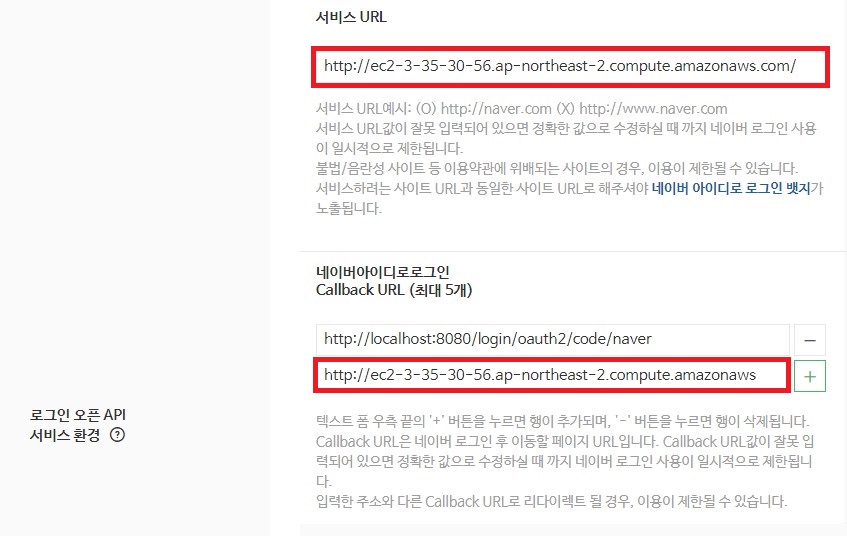 서비스 URL
http://ec2-3-35-30-56.ap-northeast-2.compute.amazonaws.com/
서비스 URL예시: (O) http://naver.com (X) http://www.naver.com
서비스 URL값이 잘못 입력되어 있으면 정확한 값으로 수정하실 때 까지 네이버 로그인 사용
이 일시적으로 제한됩니다.
불법/음란성 사이트 등 이용약관에 위배되는 사이트의 경우, 이용이 제한될 수 있습니다.
서비스하려는 사이트 URL과 동일한 사이트 URL로 해주셔야 네이버 아이디로 로그인 뱃지가
노출됩니다.
로그인 오픈 API
서비스 환경 ?
네이버아이디로로그인
Callback URL (최대 5개)
http://localhost:8080/login/oauth2/code/naver −
http://ec2-3-35-30-56.ap-northeast-2.compute.amazonaws +
텍스트 폼 우측 끝의 '+' 버튼을 누르면 행이 추가되며, '-' 버튼을 누르면 행이 삭제됩니다.
Callback URL은 네이버 로그인 후 이동할 페이지 URL입니다. Callback URL값이 잘못 입
력되어 있으면 정확한 값으로 수정하실 때 까지 네이버 로그인 사용이 일시적으로 제한됩니
다.
입력한 주소와 다른 Callback URL로 리다이렉트 될 경우, 이용이 제한될 수 있습니다.